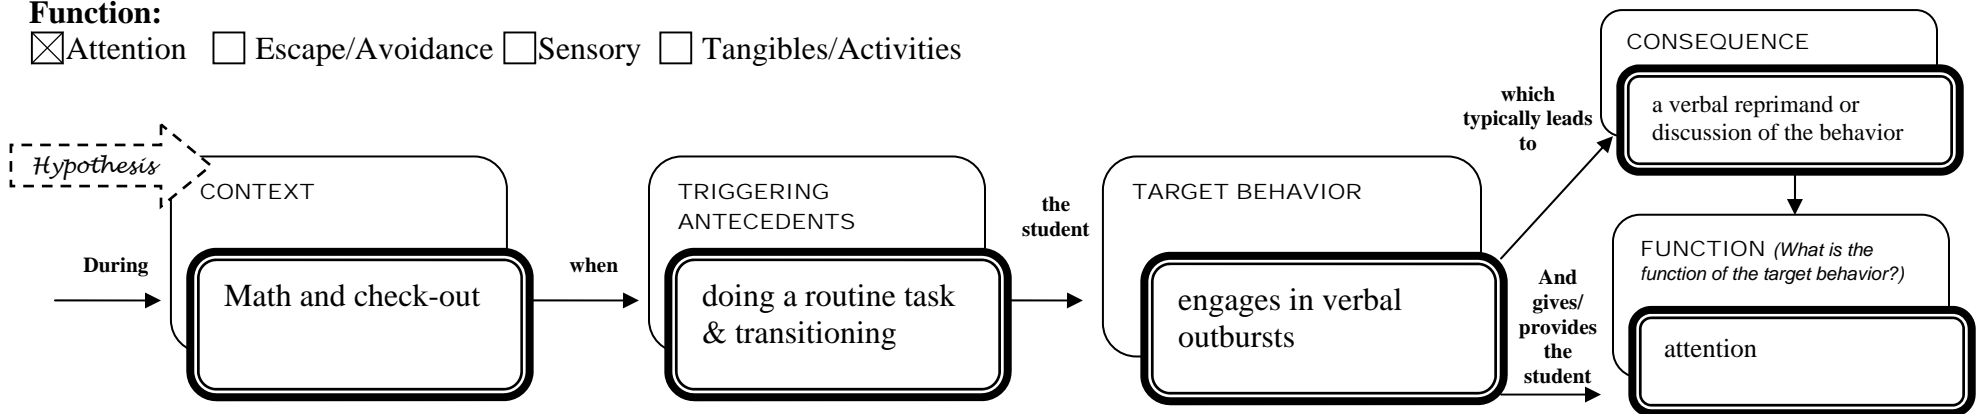 Function:
☒Attention ☐ Escape/Avoidance ☐Sensory ☐ Tangibles/Activities
Hypothesis
During
CONTEXT
Math and check-out
when
TRIGGERING
ANTECEDENTS
doing a routine task
& transitioning
the
student
TARGET BEHAVIOR
engages in verbal
outbursts
which
typically leads
to
CONSEQUENCE
a verbal reprimand or
discussion of the behavior
And
gives/
provides
the
student
FUNCTION (What is the
function of the target behavior?)
attention